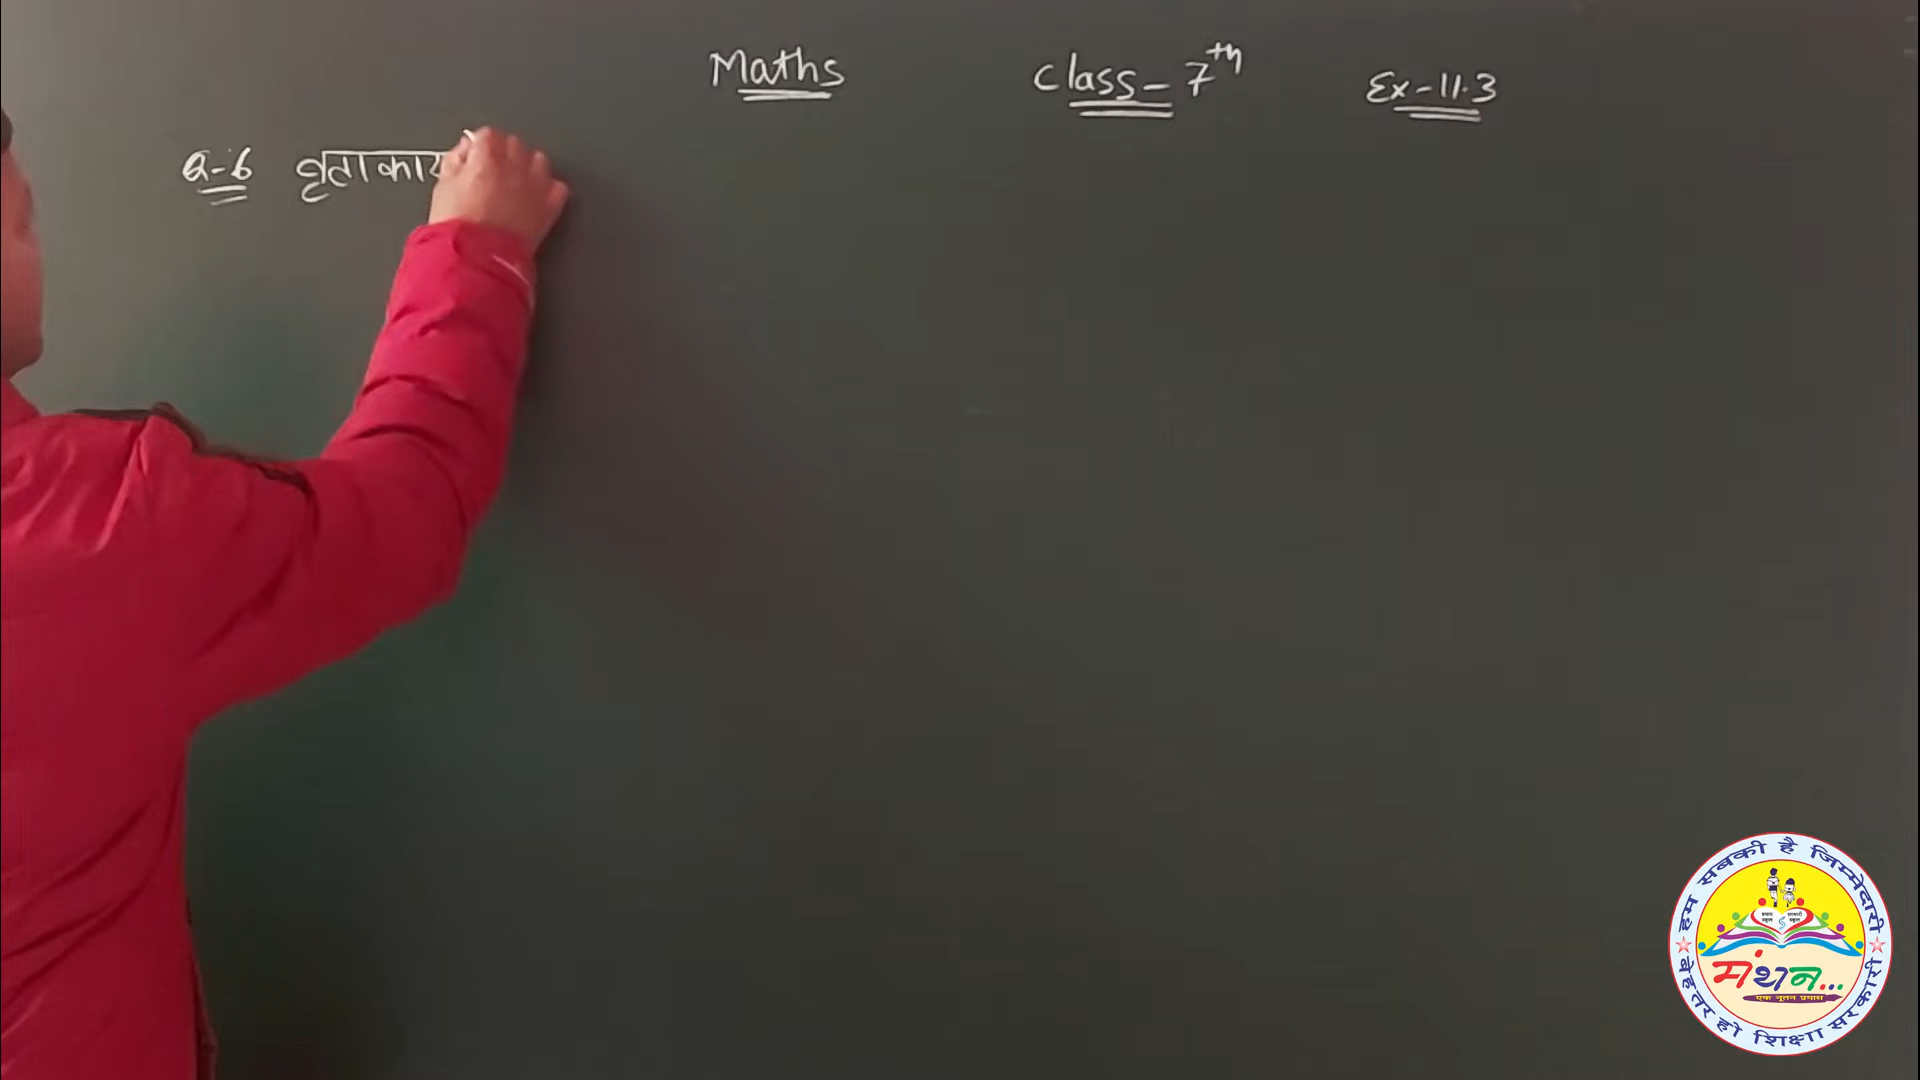 Maths Class-7th Ex-11.3
Q-6 वृताकाय
हम सबकी है जिम्मेदारी
मंथन...
एक नूतन प्रयास
बेहतर हो शिक्षा सरकारी